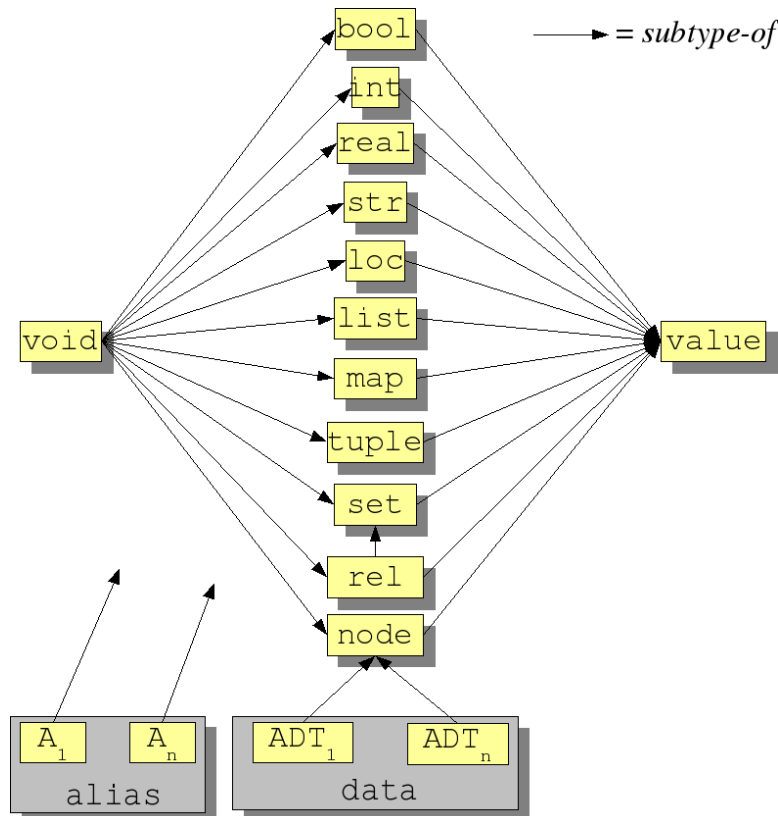 bool
= subtype-of
int
real
str
loc
list
void
value
map
tuple
set
rel
node
A1
An
ADT1
ADTn
alias
data